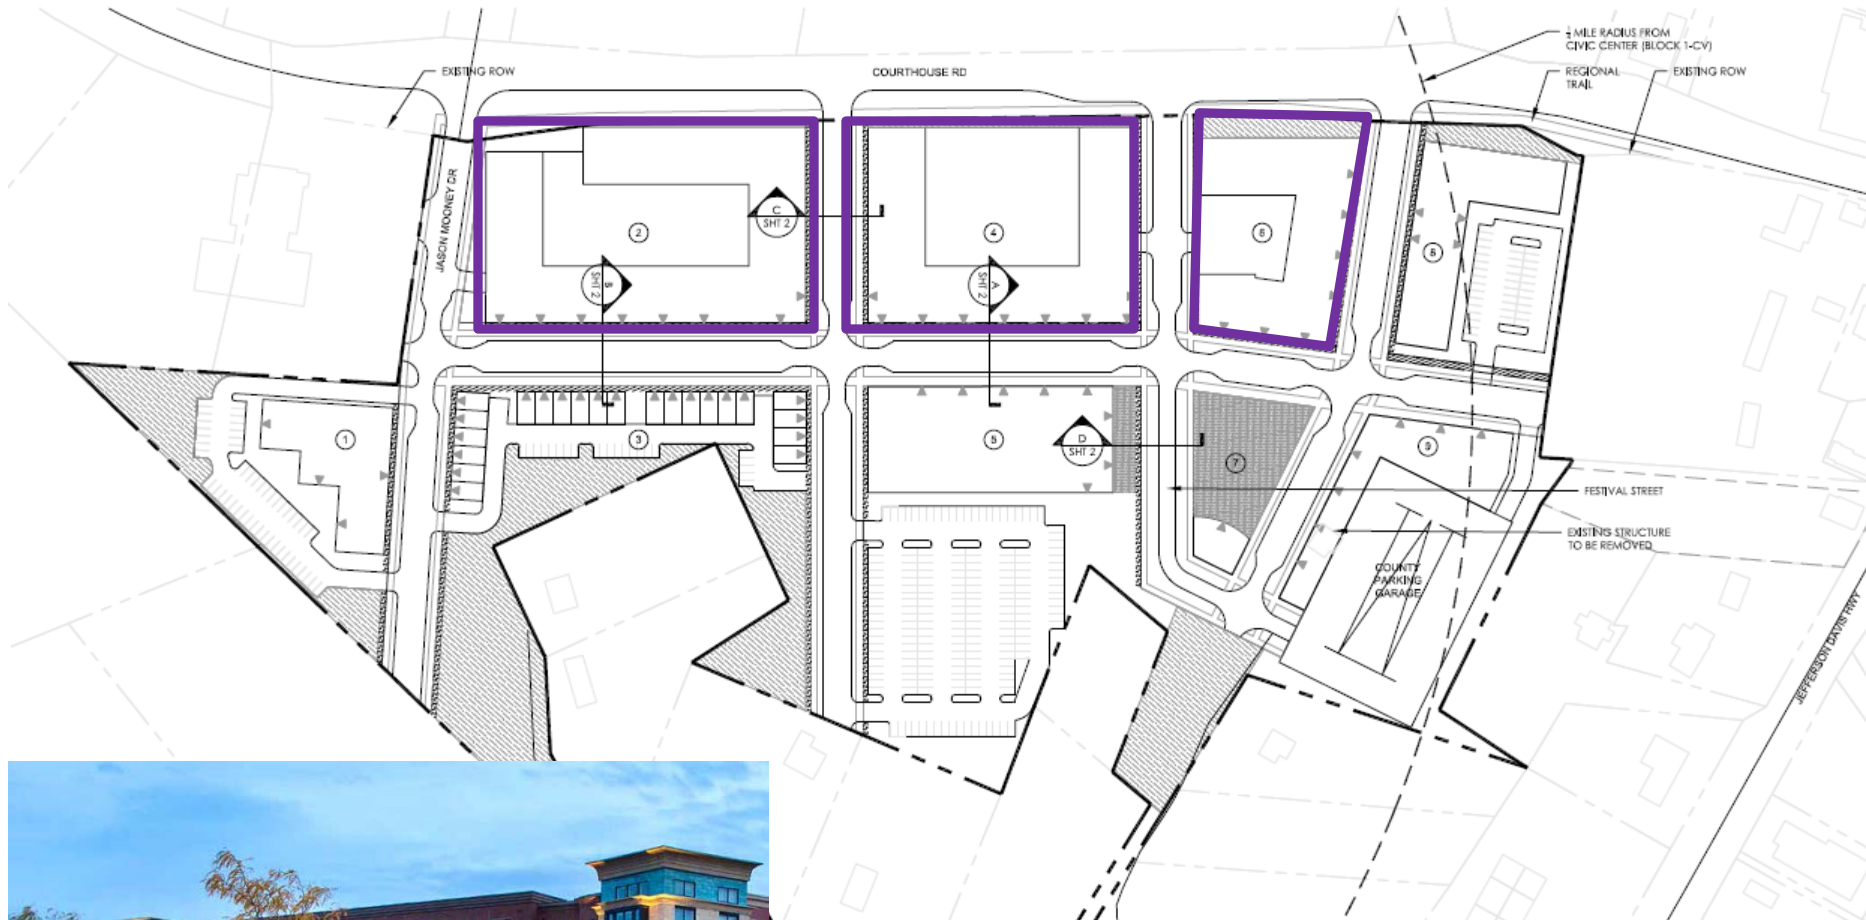 ¼ MILE RADIUS FROM
CIVIC CENTER (BLOCK 1-CV)
EXISTING ROW
COURTHOUSE RD
REGIONAL
TRAIL
EXISTING ROW
JASON MOONEY DR
C
SHT 2
2
4
6
6
B
SHT 2
A
SHT 2
1
3
5
D
SHT 2
7
9
FESTIVAL STREET
EXISTING STRUCTURE
TO BE REMOVED
COUNTY
PARKING
GARAGE
JEFFERSON DAVIS HWY